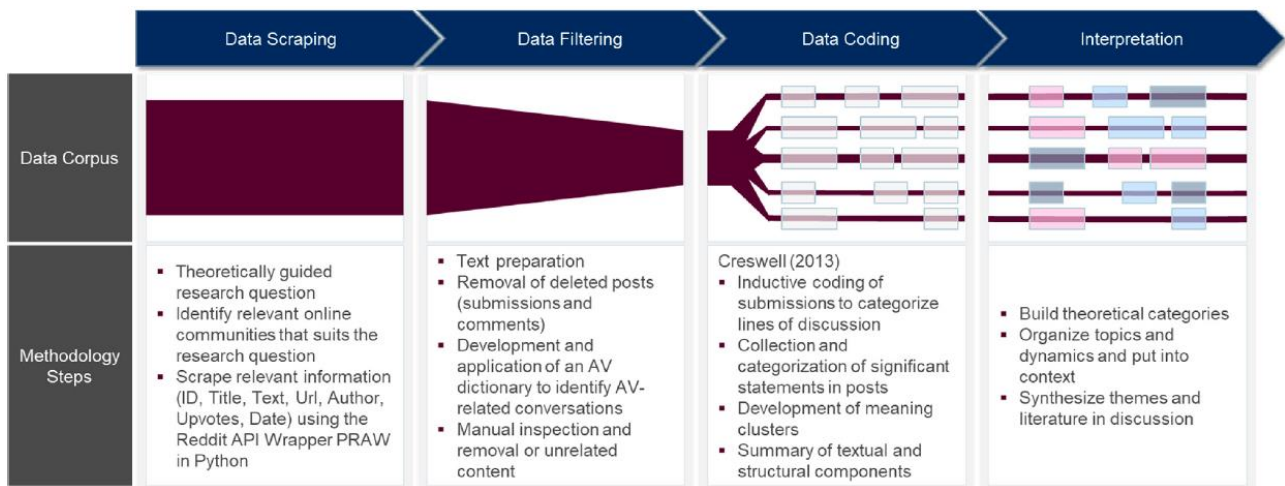 Data Scraping
Data Filtering
Data Coding
Interpretation
Data Corpus
Methodology
Steps
▪ Theoretically guided
research question
▪ Identify relevant online
communities that suits the
research question
▪ Scrape relevant information
(ID, Title, Text, Url, Author,
Upvotes, Date) using the
Reddit API Wrapper PRAW
in Python
▪ Text preparation
▪ Removal of deleted posts
(submissions and
comments)
▪ Development and
application of an AV
dictionary to identify AV-
related conversations
▪ Manual inspection and
removal or unrelated
content
Creswell (2013)
▪ Inductive coding of
submissions to categorize
lines of discussion
▪ Collection and
categorization of significant
statements in posts
▪ Development of meaning
clusters
▪ Summary of textual and
structural components
▪ Build theoretical categories
▪ Organize topics and
dynamics and put into
context
▪ Synthesize themes and
literature in discussion